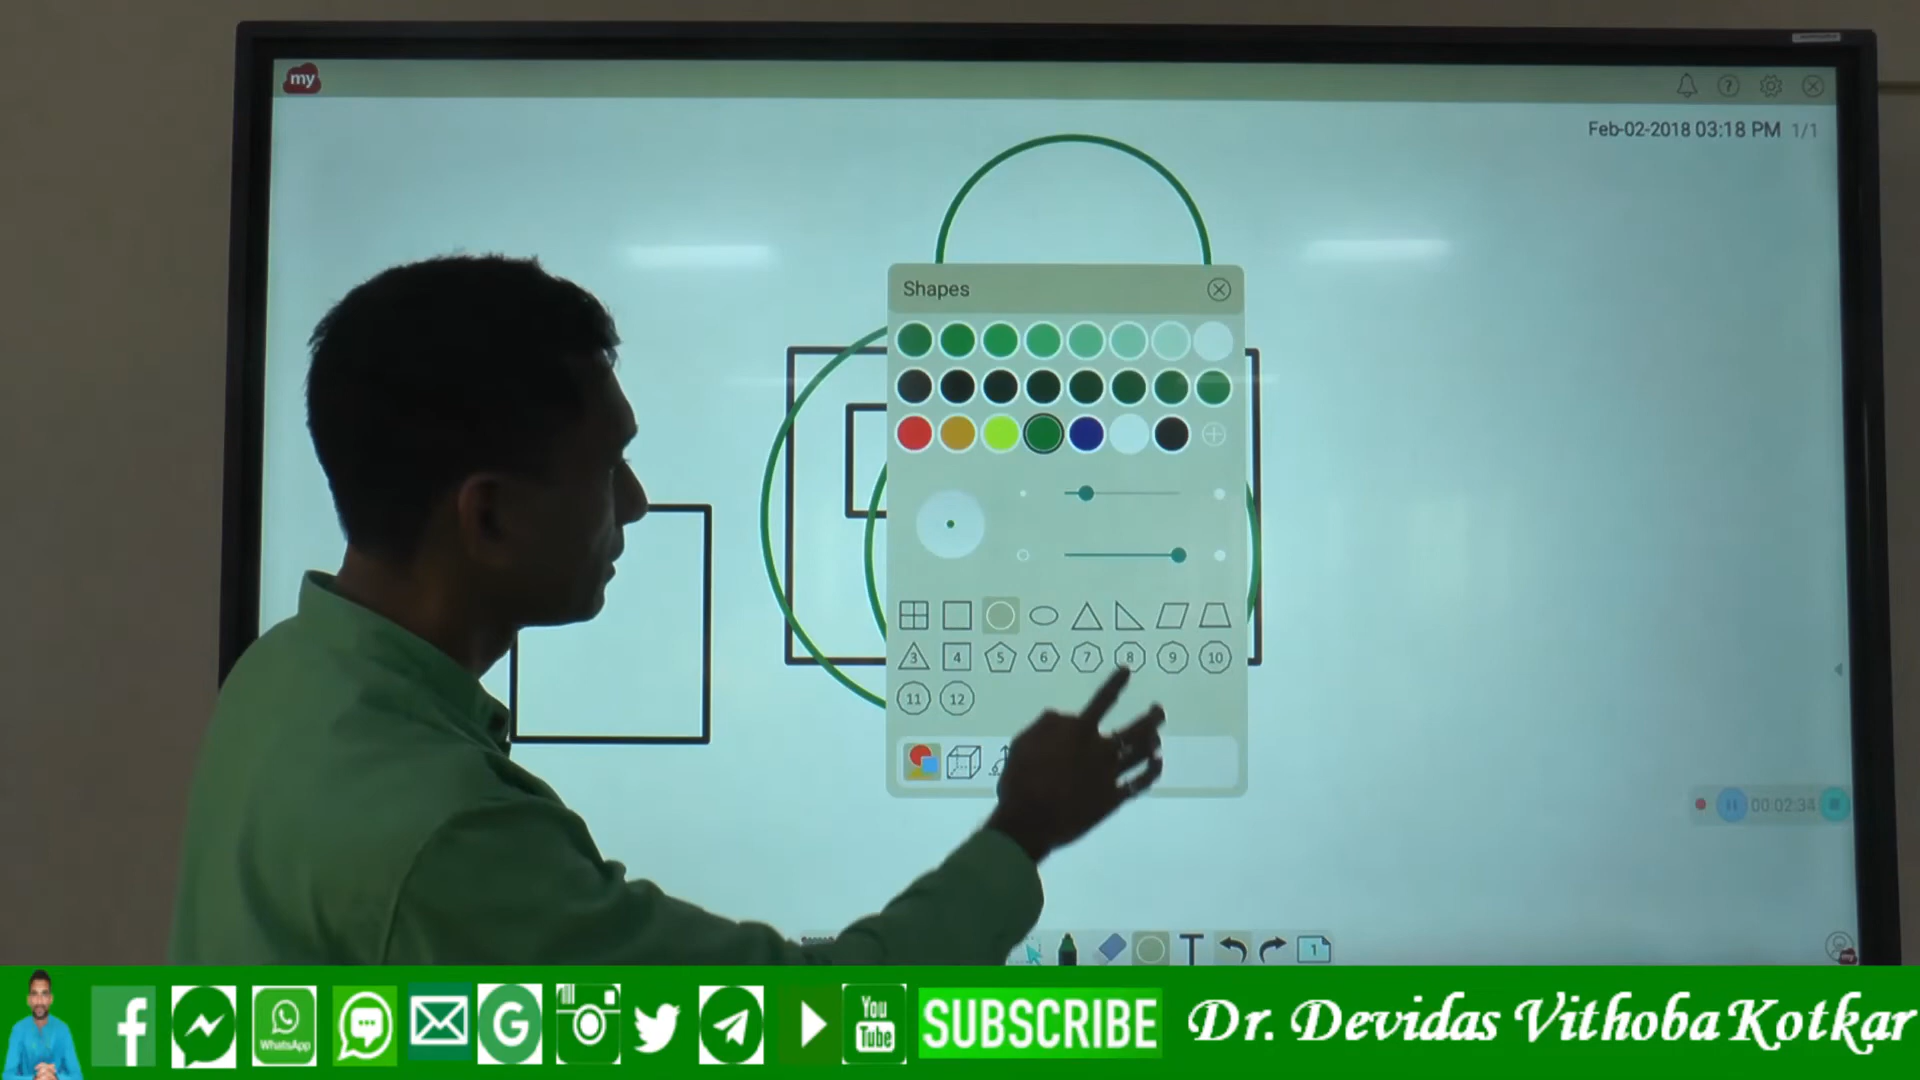 my
Feb-02-2018 03:18 PM 1/1
Shapes
3 4 5 6 7 8 9 10
11 12
00:02:34
T 1
my
f WhatsApp G You Tube SUBSCRIBE Dr. Devidas Vithoba Kotkar